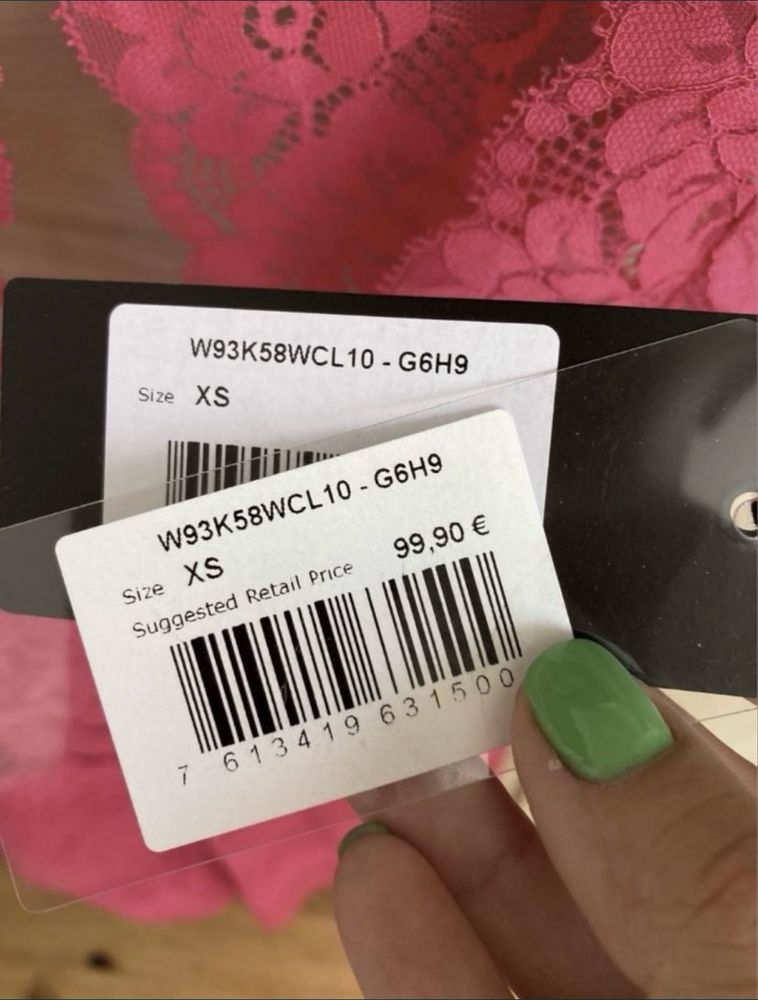 W93K58WCL10 - G6H9
Size XS
W93K58WCL10 - G6H9
Size XS
99,90 €
Suggested Retail Price
7 613419 631500